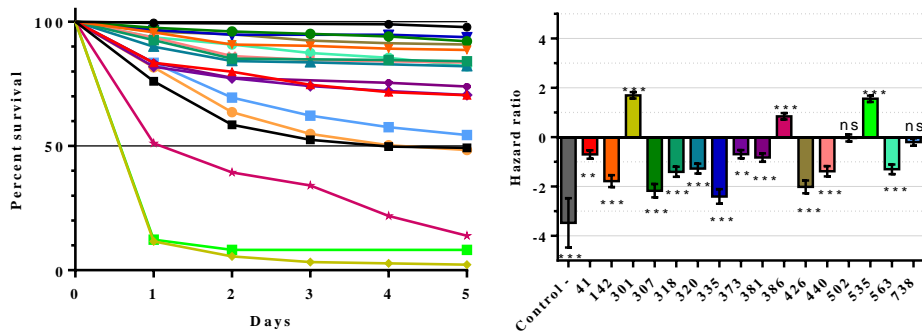 100
50
0
Percent survival
0 1 2 3 4 5
Days
4
2
0
-2
-4
Hazard ratio
*** ** *** *** *** *** *** *** ** *** *** *** *** ns *** *** ns
Control- 41 142 301 307 318 320 335 373 381 386 426 440 502 535 563 738